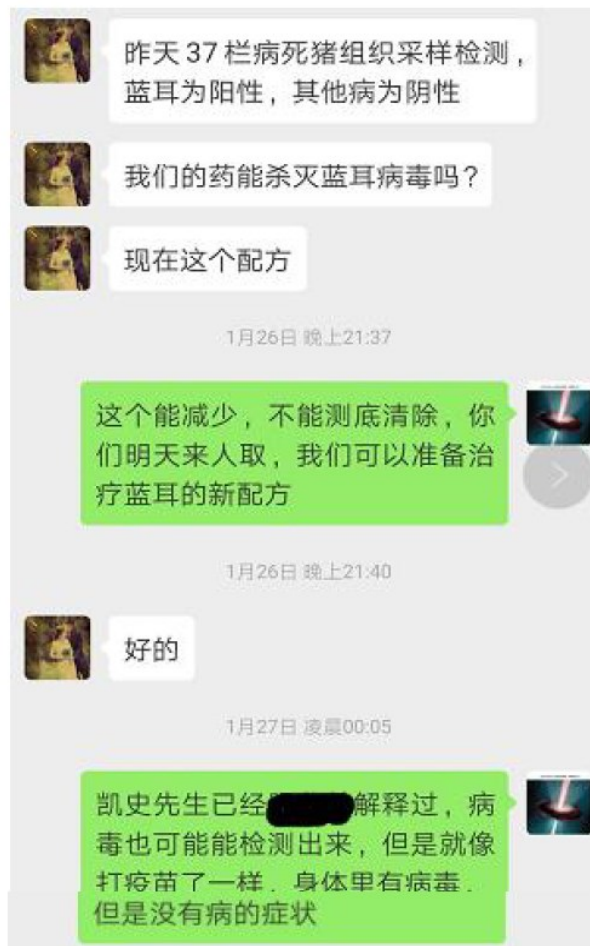 昨天37栏病死猪组织采样检测，
蓝耳为阳性，其他病为阴性
我们的药能杀灭蓝耳病毒吗？
现在这个配方
1月26日 晚上21:37
这个能减少，不能测底清除，你
们明天来人取，我们可以准备治
疗蓝耳的新配方
1月26日 晚上21:40
好的
1月27日 凌晨00:05
凯史先生已经解释过，病
毒也可能能检测出来，但是就像
打疫苗了一样，身体里有病毒，
但是没有病的症状